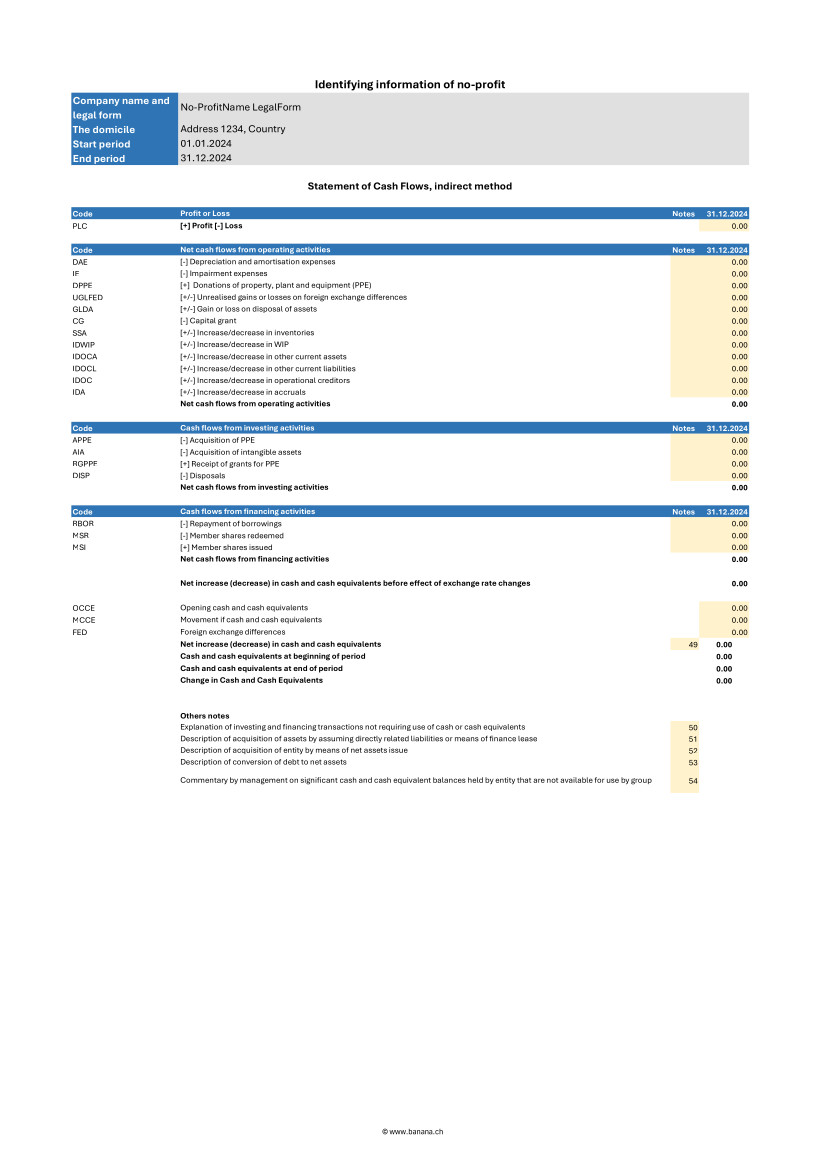 Identifying information of no-profit
Company name and legal form No-ProfitName LegalForm
The domicile Address 1234, Country
Start period 01.01.2024
End period 31.12.2024
Statement of Cash Flows, indirect method
Code Profit or Loss Notes 31.12.2024
PLC [+] Profit [-] Loss 0.00
Code Net cash flows from operating activities Notes 31.12.2024
DAE [-] Depreciation and amortisation expenses 0.00
IF [-] Impairment expenses 0.00
DPPE [+] Donations of property, plant and equipment (PPE) 0.00
UGLFED [+/-] Unrealised gains or losses on foreign exchange differences 0.00
GLDA [+/-] Gain or loss on disposal of assets 0.00
CG [-] Capital grant 0.00
SSA [+/-] Increase/decrease in inventories 0.00
IDWIP [+/-] Increase/decrease in WIP 0.00
IDOCA [+/-] Increase/decrease in other current assets 0.00
IDOCL [+/-] Increase/decrease in other current liabilities 0.00
IDOC [+/-] Increase/decrease in operational creditors 0.00
IDA [+/-] Increase/decrease in accruals 0.00
Net cash flows from operating activities 0.00
Code Cash flows from investing activities Notes 31.12.2024
APPE [-] Acquisition of PPE 0.00
AIA [-] Acquisition of intangible assets 0.00
RGPPF [+] Receipt of grants for PPE 0.00
DISP [-] Disposals 0.00
Net cash flows from investing activities 0.00
Code Cash flows from financing activities Notes 31.12.2024
RBOR [-] Repayment of borrowings 0.00
MSR [-] Member shares redeemed 0.00
MSI [+] Member shares issued 0.00
Net cash flows from financing activities 0.00
Net increase (decrease) in cash and cash equivalents before effect of exchange rate changes 0.00
OCCE Opening cash and cash equivalents 0.00
MCCE Movement if cash and cash equivalents 0.00
FED Foreign exchange differences 0.00
Net increase (decrease) in cash and cash equivalents 49 0.00
Cash and cash equivalents at beginning of period 0.00
Cash and cash equivalents at end of period 0.00
Change in Cash and Cash Equivalents 0.00
Others notes
Explanation of investing and financing transactions not requiring use of cash or cash equivalents 50
Description of acquisition of assets by assuming directly related liabilities or means of finance lease 51
Description of acquisition of entity by means of net assets issue 52
Description of conversion of debt to net assets 53
Commentary by management on significant cash and cash equivalent balances held by entity that are not available for use by group 54
© www.banana.ch